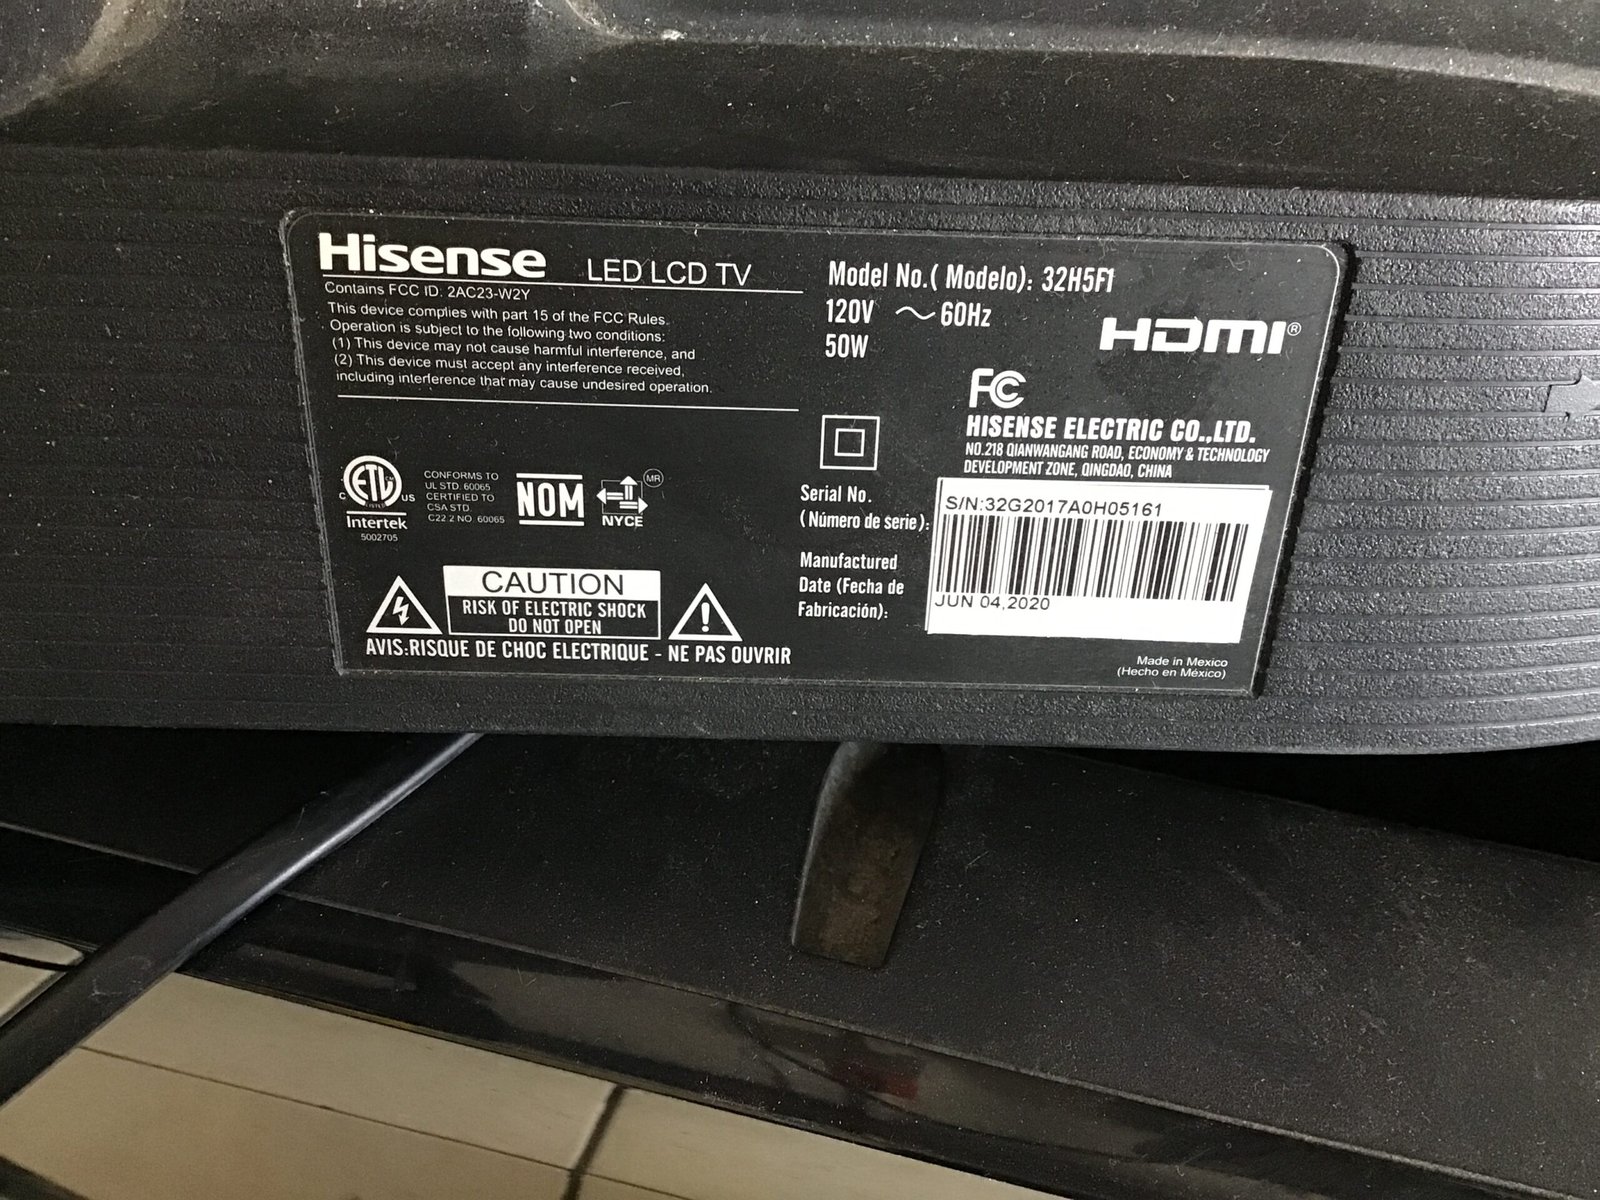 Hisense LED LCD TV
Contains FCC ID: 2AC23-W2Y
This device complies with part 15 of the FCC Rules.
Operation is subject to the following two conditions:
(1) This device may not cause harmful interference, and
(2) This device must accept any interference received,
including interference that may cause undesired operation.
Model No.( Modelo): 32H5F1
120V ～ 60Hz
50W
HDMI®
FC
HISENSE ELECTRIC CO.,LTD.
NO.218 QIANWANGANG ROAD, ECONOMY & TECHNOLOGY
DEVELOPMENT ZONE, QINGDAO, CHINA
C ETL CM US
LISTED
Intertek
5002705
CONFORMS TO
UL STD. 60065
CERTIFIED TO
CSA STD.
C22.2 NO. 60065
NOM
MR
NYCE
Serial No.
(Número de serie):
S/N:32G2017A0H05161
Manufactured
Date (Fecha de
Fabricación):
JUN 04,2020
CAUTION
RISK OF ELECTRIC SHOCK
DO NOT OPEN
AVIS:RISQUE DE CHOC ELECTRIQUE - NE PAS OUVRIR
Made in Mexico
(Hecho en México)